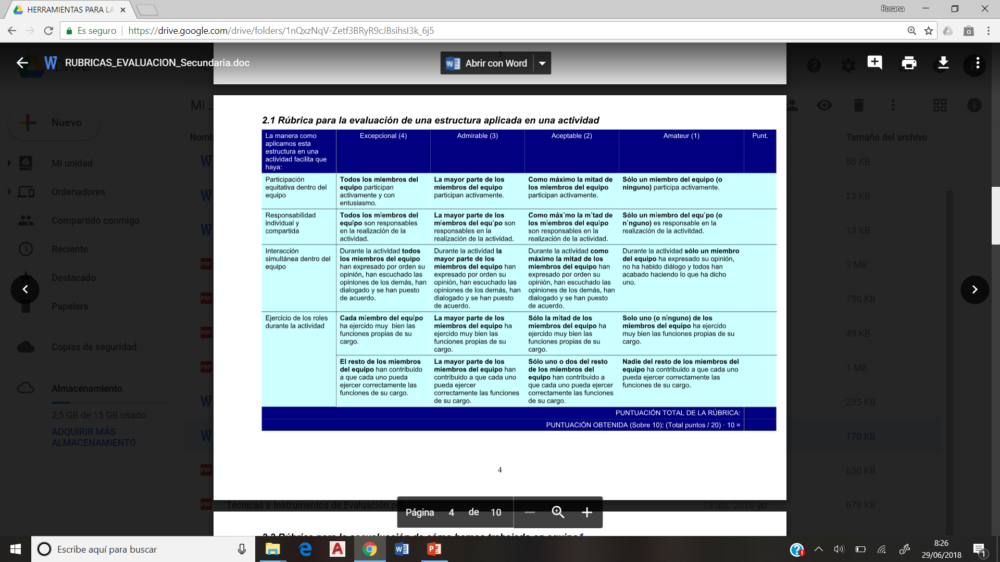 HERRAMIENTAS PARA LA
Rosana
Es seguro
https://drive.google.com/drive/folders/1nQxzNqV-Zetf3BRyR9cJBsihsI3k_6j5
RUBRICAS_EVALUACION_Secundaria.doc
Abrir con Word
Mi ...
Nuevo
Tamaño del archivo
Mi unidad
86 KB
Ordenadores
23 KB
Compartido conmigo
13 KB
Reciente
3 MB
Destacado
750 KB
Papelera
49 KB
Copias de seguridad
1 MB
Almacenamiento
235 KB
2,5 GB de 15 GB usado
ADQUIRIR MÁS
ALMACENAMIENTO
170 KB
630 KB
2.1 Rúbrica para la evaluación de una estructura aplicada en una actividad
La manera como
aplicamos esta
estructura en una
actividad facilita que
haya:
Excepcional (4)
Admirable (3)
Aceptable (2)
Amateur (1)
Punt.
Participación
equitativa dentro del
equipo
Todos los miembros del
equipo participan
activamente y con
entusiasmo.
La mayor parte de los
miembros del equipo
participan activamente.
Como máximo la mitad de
los miembros del equipo
participan activamente.
Sólo un miembro del equipo (o
ninguno) participa activamente.
Responsabilidad
individual y
compartida
Todos los miembros del
equipo son responsables
en la realización de la
actividad.
La mayor parte de los
miembros del equipo son
responsables en la
realización de la actividad.
Como máximo la mitad de
los miembros del equipo
son responsables en la
realización de la actividad.
Sólo un miembro del equipo (o
ninguno) es responsable en la
realización de la activitdad.
Interacción
simultánea dentro del
equipo
Durante la actividad todos
los miembros del equipo
han expresado por orden su
opinión, han escuchado las
opiniones de los demás, han
dialogado y se han puesto
de acuerdo.
Durante la actividad la
mayor parte de los
miembros del equipo han
expresado por orden su
opinión, han escuchado las
opiniones de los demás, han
dialogado y se han puesto
de acuerdo.
Durante la actividad como
máximo la mitad de los
miembros del equipo han
expresado por orden su
opinión, han escuchado las
opiniones de los demás, han
dialogado y se han puesto
de acuerdo.
Durante la actividad sólo un miembro
del equipo ha expresado su opinión,
no ha habido diálogo y todos han
acabado haciendo lo que ha dicho
uno.
Ejercicio de los roles
durante la actividad
Cada miembro del equipo
ha ejercido muy bien las
funciones propias de su
cargo.
La mayor parte de los
miembros del equipo ha
ejercido muy bien las
funciones propias de su
cargo.
Sólo la mitad de los
miembros del equipo ha
ejercido muy bien las
funciones propias de su
cargo.
Solo uno (o ninguno) de los
miembros del equipo ha ejercido
muy bien las funciones propias de su
cargo.
El resto de los miembros
del equipo han contribuido
a que cada uno pueda
ejercer correctamente las
funciones de su cargo.
La mayor parte de los
miembros del equipo han
contribuido a que cada uno
pueda ejercer
correctamente las funciones
de su cargo.
Sólo uno o dos del resto
de los miembros del
equipo han contribuido a
que cada uno pueda ejercer
correctamente las funciones
de su cargo.
Nadie del resto de los miembros del
equipo ha contribuido a que cada uno
pueda ejercer correctamente las
funciones de su cargo.
PUNTUACIÓN TOTAL DE LA RÚBRICA:
PUNTUACIÓN OBTENIDA (Sobre 10): (Total puntos / 20) · 10 =
4
Técnicas e Instrumentos de Evaluación.pdf
19 abr. 2018 yo
678 KB
Página 4 de 10
Escribe aquí para buscar
8:26
29/06/2018
1